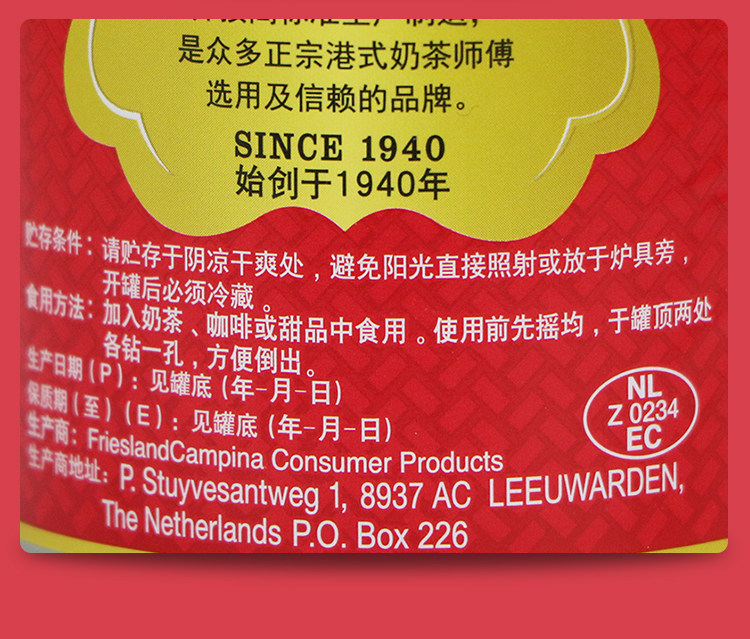 是众多正宗港式奶茶师傅
选用及信赖的品牌。
SINCE 1940
始创于1940年
贮存条件：请贮存于阴凉干爽处，避免阳光直接照射或放于炉具旁，
开罐后必须冷藏。
食用方法：加入奶茶、咖啡或甜品中食用。使用前先摇均，于罐顶两处
各钻一孔，方便倒出。
生产日期(P)：见罐底(年-月-日)
保质期(至)(E)：见罐底(年-月-日)
生产商：FrieslandCampina Consumer Products
生产商地址：P. Stuyvesantweg 1, 8937 AC LEEUWARDEN,
The Netherlands P.O. Box 226
NL
Z 0234
EC